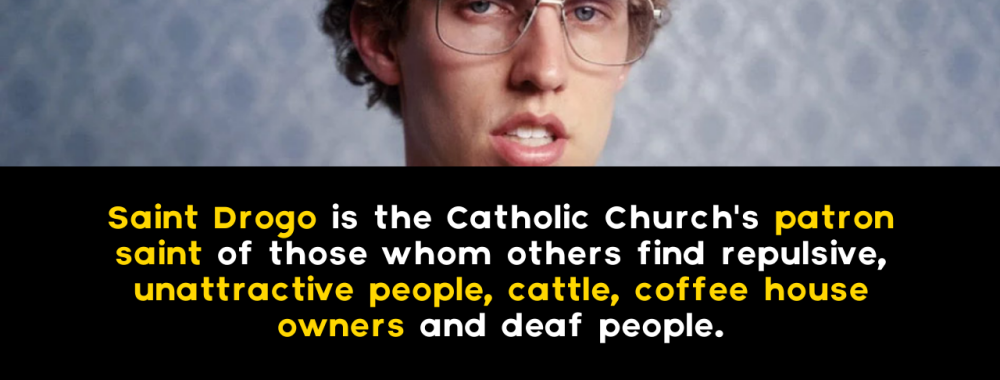 Saint Drogo is the Catholic Church's patron
saint of those whom others find repulsive,
unattractive people, cattle, coffee house
owners and deaf people.